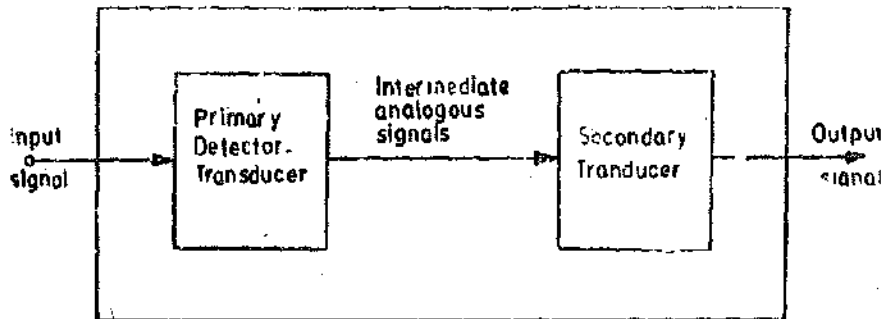 Input
signal
Primary
Detector-
Transducer
Intermediate
analogous
signals
Secondary
Tranducer
Output
signal